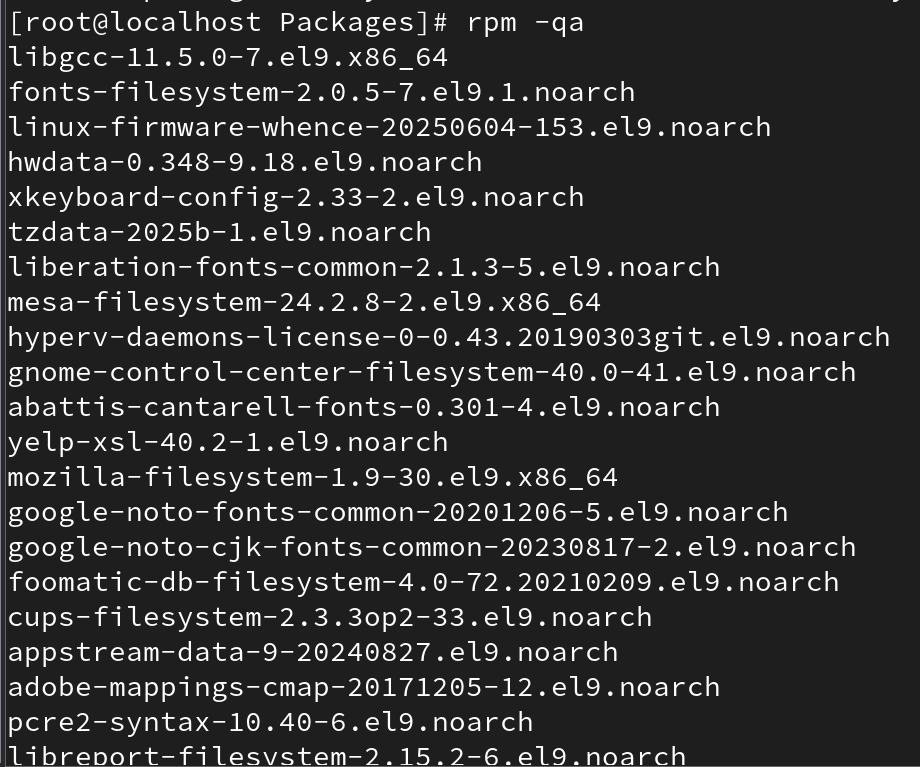 [root@localhost Packages]# rpm -qa
libgcc-11.5.0-7.el9.x86_64
fonts-filesystem-2.0.5-7.el9.1.noarch
linux-firmware-whence-20250604-153.el9.noarch
hwdata-0.348-9.18.el9.noarch
xkeyboard-config-2.33-2.el9.noarch
tzdata-2025b-1.el9.noarch
liberation-fonts-common-2.1.3-5.el9.noarch
mesa-filesystem-24.2.8-2.el9.x86_64
hyperv-daemons-license-0-0.43.20190303git.el9.noarch
gnome-control-center-filesystem-40.0-41.el9.noarch
abattis-cantarell-fonts-0.301-4.el9.noarch
yelp-xsl-40.2-1.el9.noarch
mozilla-filesystem-1.9-30.el9.x86_64
google-noto-fonts-common-20201206-5.el9.noarch
google-noto-cjk-fonts-common-20230817-2.el9.noarch
foomatic-db-filesystem-4.0-72.20210209.el9.noarch
cups-filesystem-2.3.3op2-33.el9.noarch
appstream-data-9-20240827.el9.noarch
adobe-mappings-cmap-20171205-12.el9.noarch
pcre2-syntax-10.40-6.el9.noarch
libreport-filesystem-2.15.2-6.el9.noarch